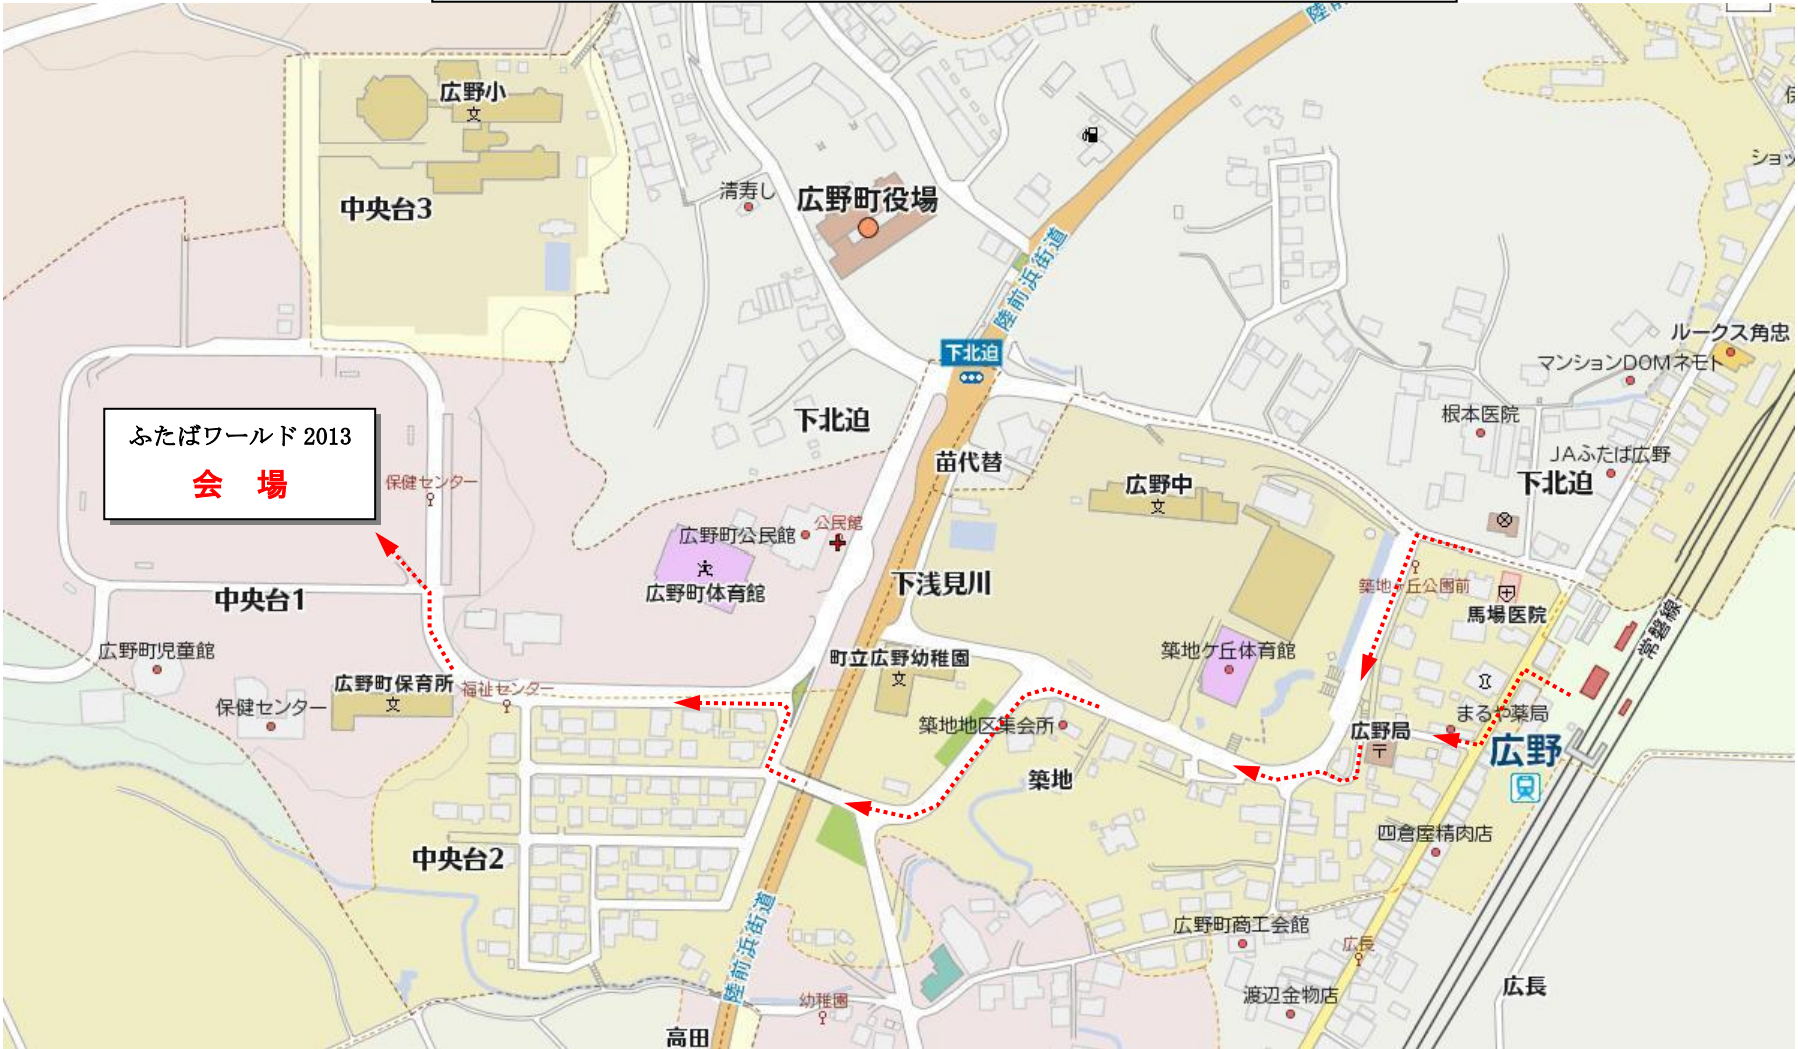 陸前
広野小
文
中央台3
清寿し
広野町役場
ショッ
陸前浜街道
下北迫
ルークス角忠
マンションDOMネモト
ふたばワールド 2013
会 場
下北迫
苗代替
根本医院
JAふたば広野
下北迫
保健センター
広野中
文
広野町公民館
公民館
広野町体育館
下浅見川
築地ヶ丘公園前
馬場医院
常磐線
中央台1
広野町児童館
広野町保育所
文
福祉センター
保健センター
町立広野幼稚園
文
築地ケ丘体育館
築地地区集会所
築地
広野局
〒
まるや薬局
広野
四倉屋精肉店
中央台2
陸前浜街道
広野町商工会館
広長
渡辺金物店
広長
幼稚園
高田